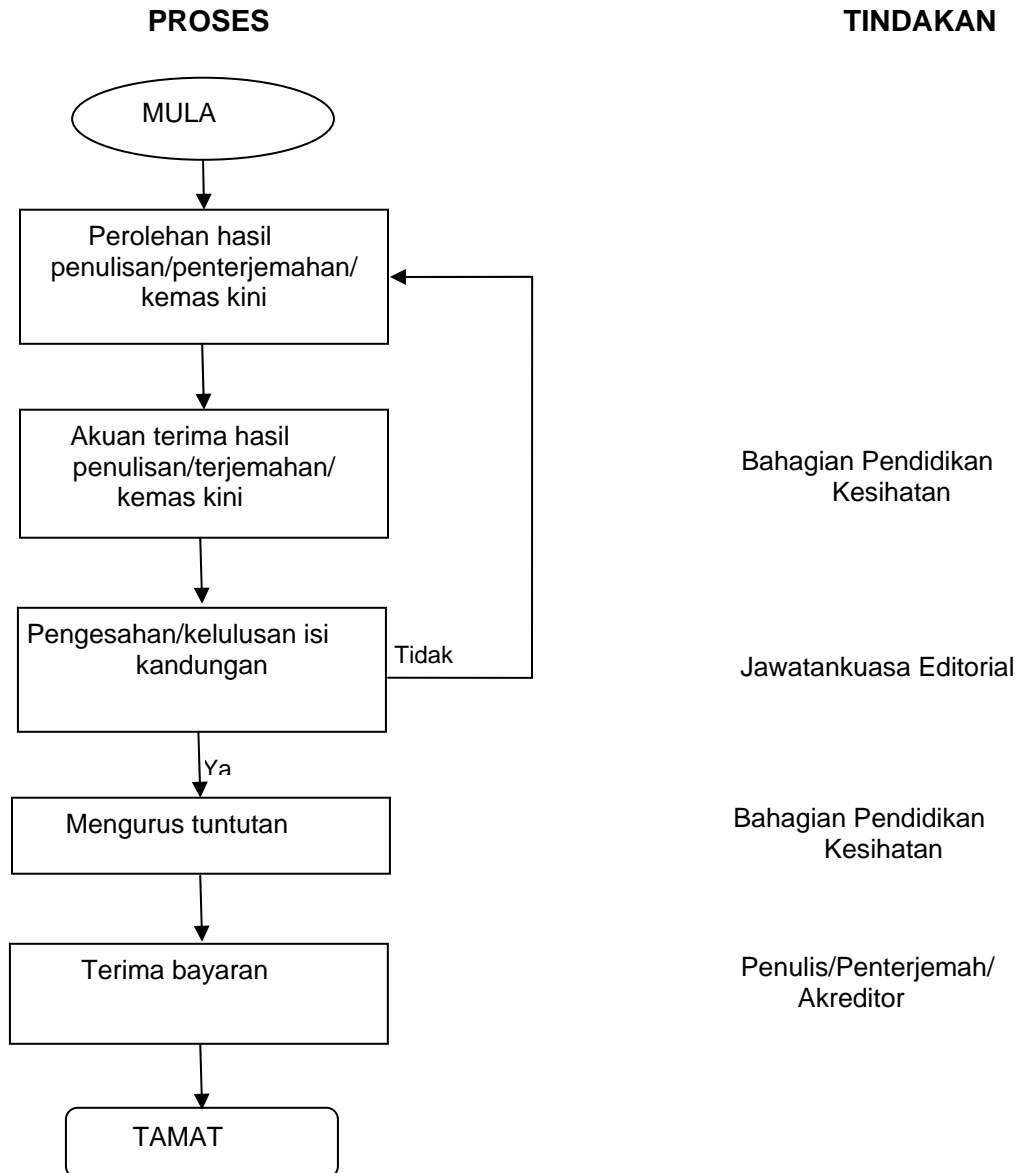 PROSES
TINDAKAN
MULA
Perolehan hasil
penulisan/penterjemahan/
kemas kini
Akuan terima hasil
penulisan/terjemahan/
kemas kini
Bahagian Pendidikan
Kesihatan
Pengesahan/kelulusan isi
kandungan
Tidak
Jawatankuasa Editorial
Ya
Mengurus tuntutan
Bahagian Pendidikan
Kesihatan
Terima bayaran
Penulis/Penterjemah/
Akreditor
TAMAT